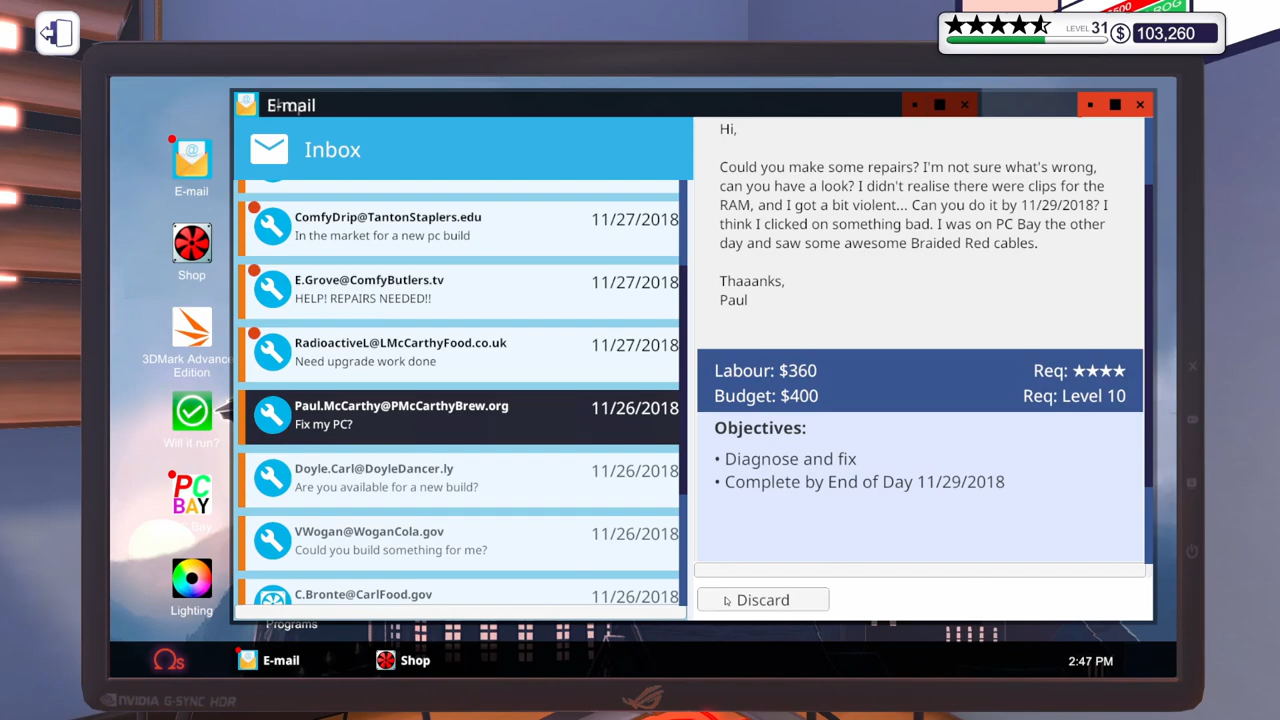 LEVEL 31
$ 103,260
E-mail
Inbox
ComfyDrip@TantonStaplers.edu
11/27/2018
In the market for a new pc build
E.Grove@ComfyButlers.tv
11/27/2018
HELP! REPAIRS NEEDED!!
RadioactiveL@LMcCarthyFood.co.uk
11/27/2018
Need upgrade work done
Paul.McCarthy@PMcCarthyBrew.org
11/26/2018
Fix my PC?
Doyle.Carl@DoyleDancer.ly
11/26/2018
Are you available for a new build?
VWogan@WoganCola.gov
11/26/2018
Could you build something for me?
C.Bronte@CarlFood.gov
11/26/2018
Hi,
Could you make some repairs? I'm not sure what's wrong,
can you have a look? I didn't realise there were clips for the
RAM, and I got a bit violent... Can you do it by 11/29/2018? I
think I clicked on something bad. I was on PC Bay the other
day and saw some awesome Braided Red cables.
Thaaanks,
Paul
Labour: $360
Req: ★★★★
Budget: $400
Req: Level 10
Objectives:
• Diagnose and fix
• Complete by End of Day 11/29/2018
Discard
E-mail
Shop
3DMark Advance
Edition
Will it run?
PC
BAY
Bay
Lighting
Programs
E-mail
Shop
2:47 PM
NVIDIA G-SYNC HDR